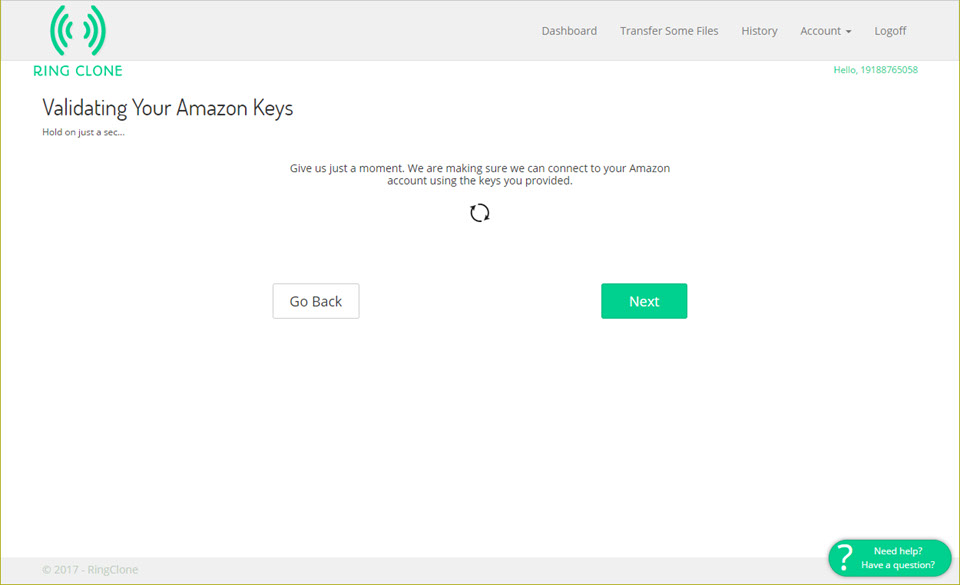 Dashboard Transfer Some Files History Account Logoff
RING CLONE
Hello, 19188765058
Validating Your Amazon Keys
Hold on just a sec...
Give us just a moment. We are making sure we can connect to your Amazon
account using the keys you provided.
Go Back Next
? Need help?
Have a question?
© 2017 - RingClone